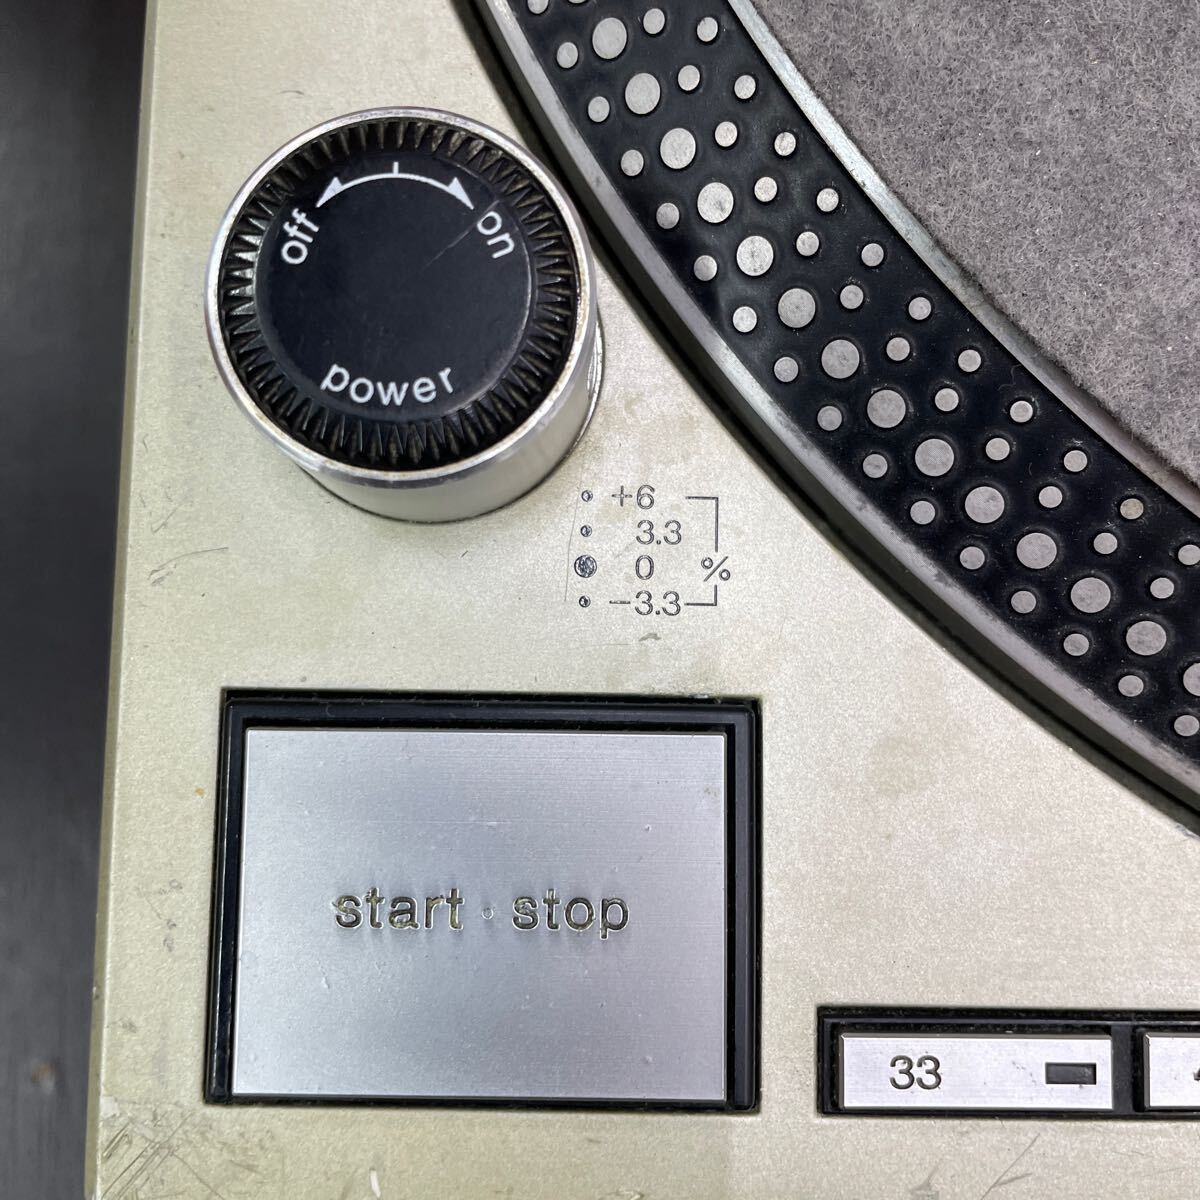 off on
power
+6
3.3
0 %
-3.3
start · stop
33